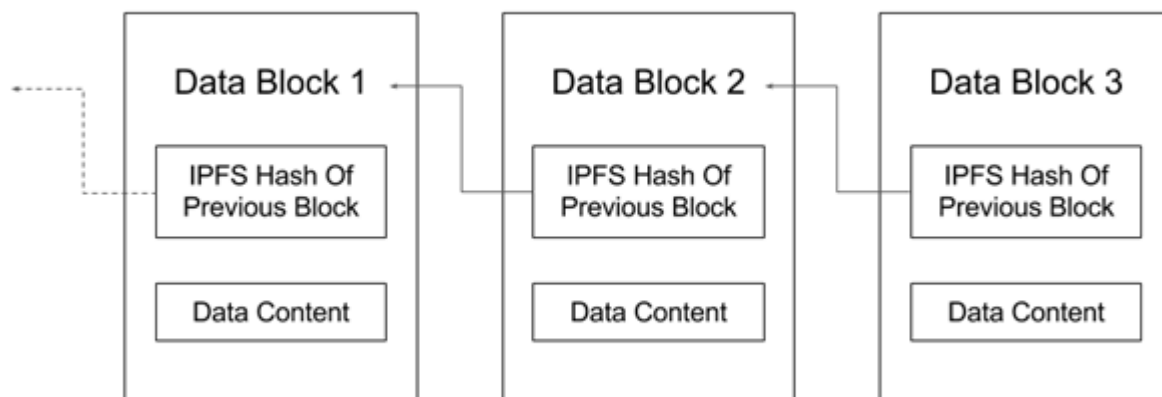 Data Block 1
IPFS Hash Of
Previous Block
Data Content
Data Block 2
IPFS Hash Of
Previous Block
Data Content
Data Block 3
IPFS Hash Of
Previous Block
Data Content